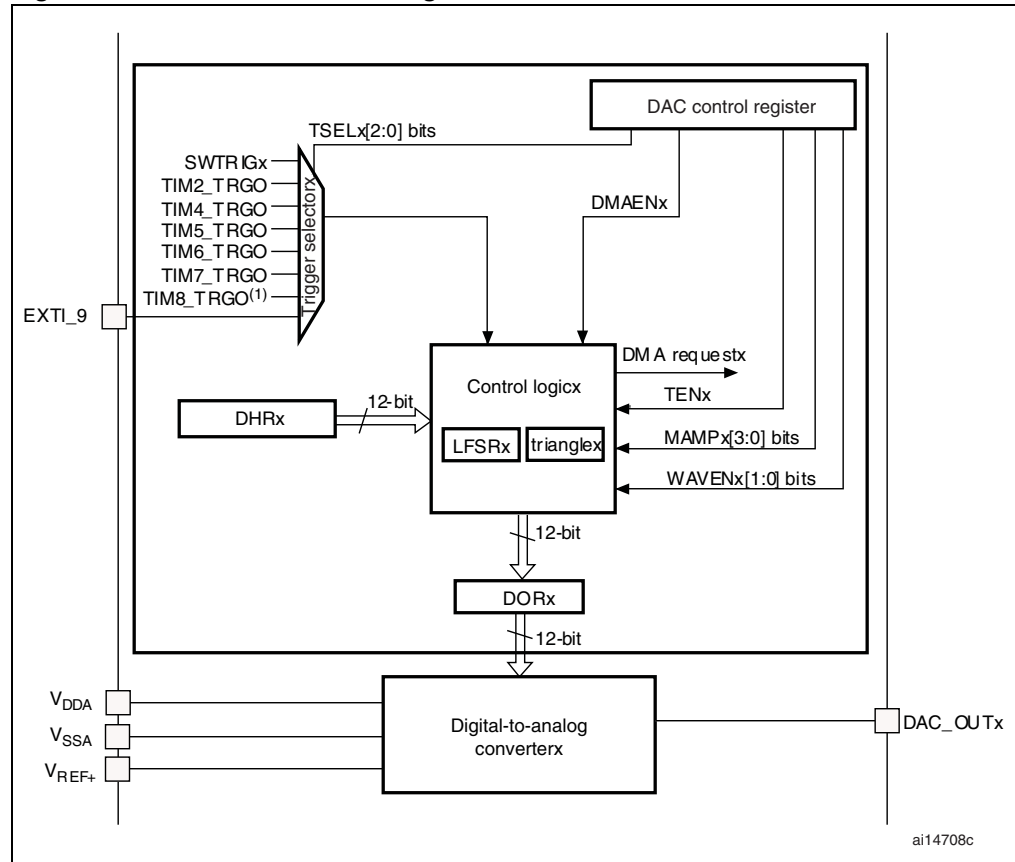 DAC control register
TSELx[2:0] bits
SWTRIGx
TIM2_TRGO
TIM4_TRGO
TIM5_TRGO
TIM6_TRGO
TIM7_TRGO
TIM8_TRGO(1)
EXTI_9
Trigger selectorx
DMAENx
DMA requestx
Control logicx
TENx
12-bit
DHRx
LFSRx
trianglex
MAMPx[3:0] bits
WAVENx[1:0] bits
12-bit
DORx
12-bit
VDDA
VSSA
VREF+
Digital-to-analog
converterx
DAC_OUTx
ai14708c